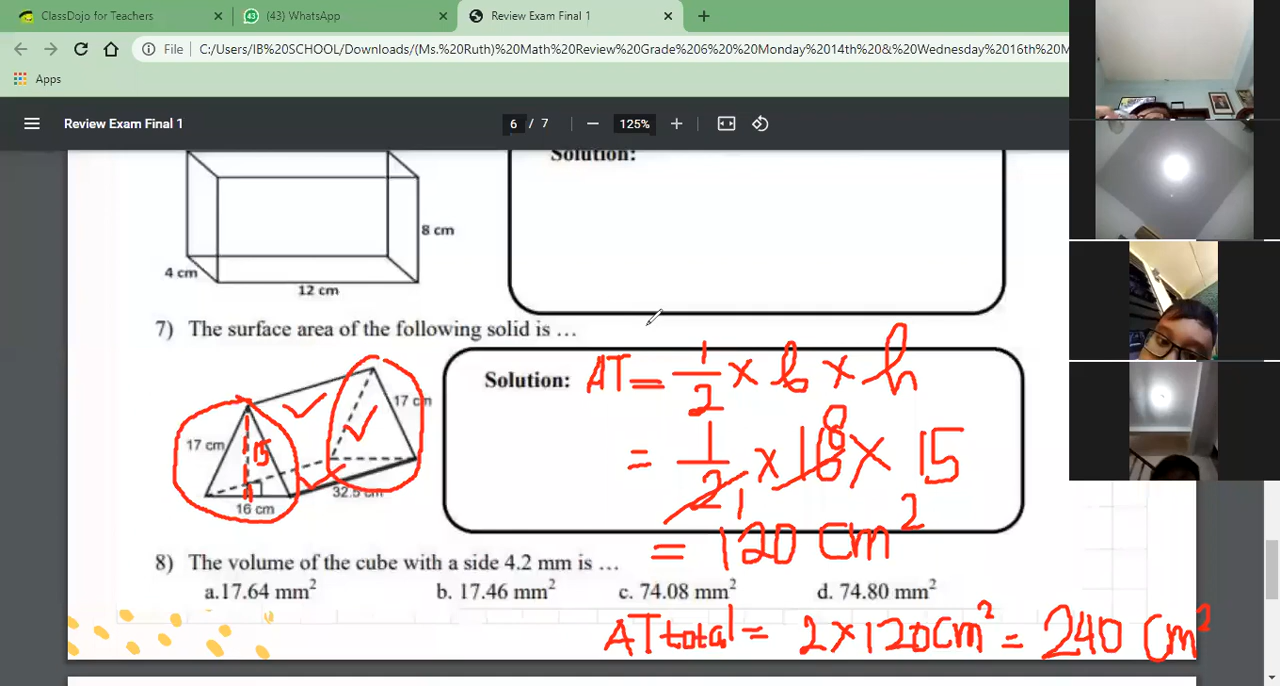 ClassDojo for Teachers
(43) WhatsApp
Review Exam Final 1
File
C:/Users/IB%20SCHOOL/Downloads/(Ms.%20Ruth)%20Math%20Review%20Grade%206%20%20Monday%2014th%20&%20Wednesday%2016th%20M
Apps
Review Exam Final 1
6 / 7
125%
Solution:
8 cm
4 cm
12 cm
7) The surface area of the following solid is ...
Solution: AT = 1/2 × b × h
17 cm
17 cm
15
= 1/2 1 × 16 8 × 15
32.5 cm
16 cm
= 120 cm²
8) The volume of the cube with a side 4.2 mm is ...
a.17.64 mm² b. 17.46 mm² c. 74.08 mm² d. 74.80 mm²
AT total = 2 × 120 cm² = 240 cm²